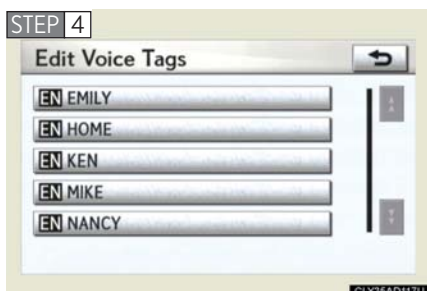 STEP 4
Edit Voice Tags
EN EMILY
EN HOME
EN KEN
EN MIKE
EN NANCY